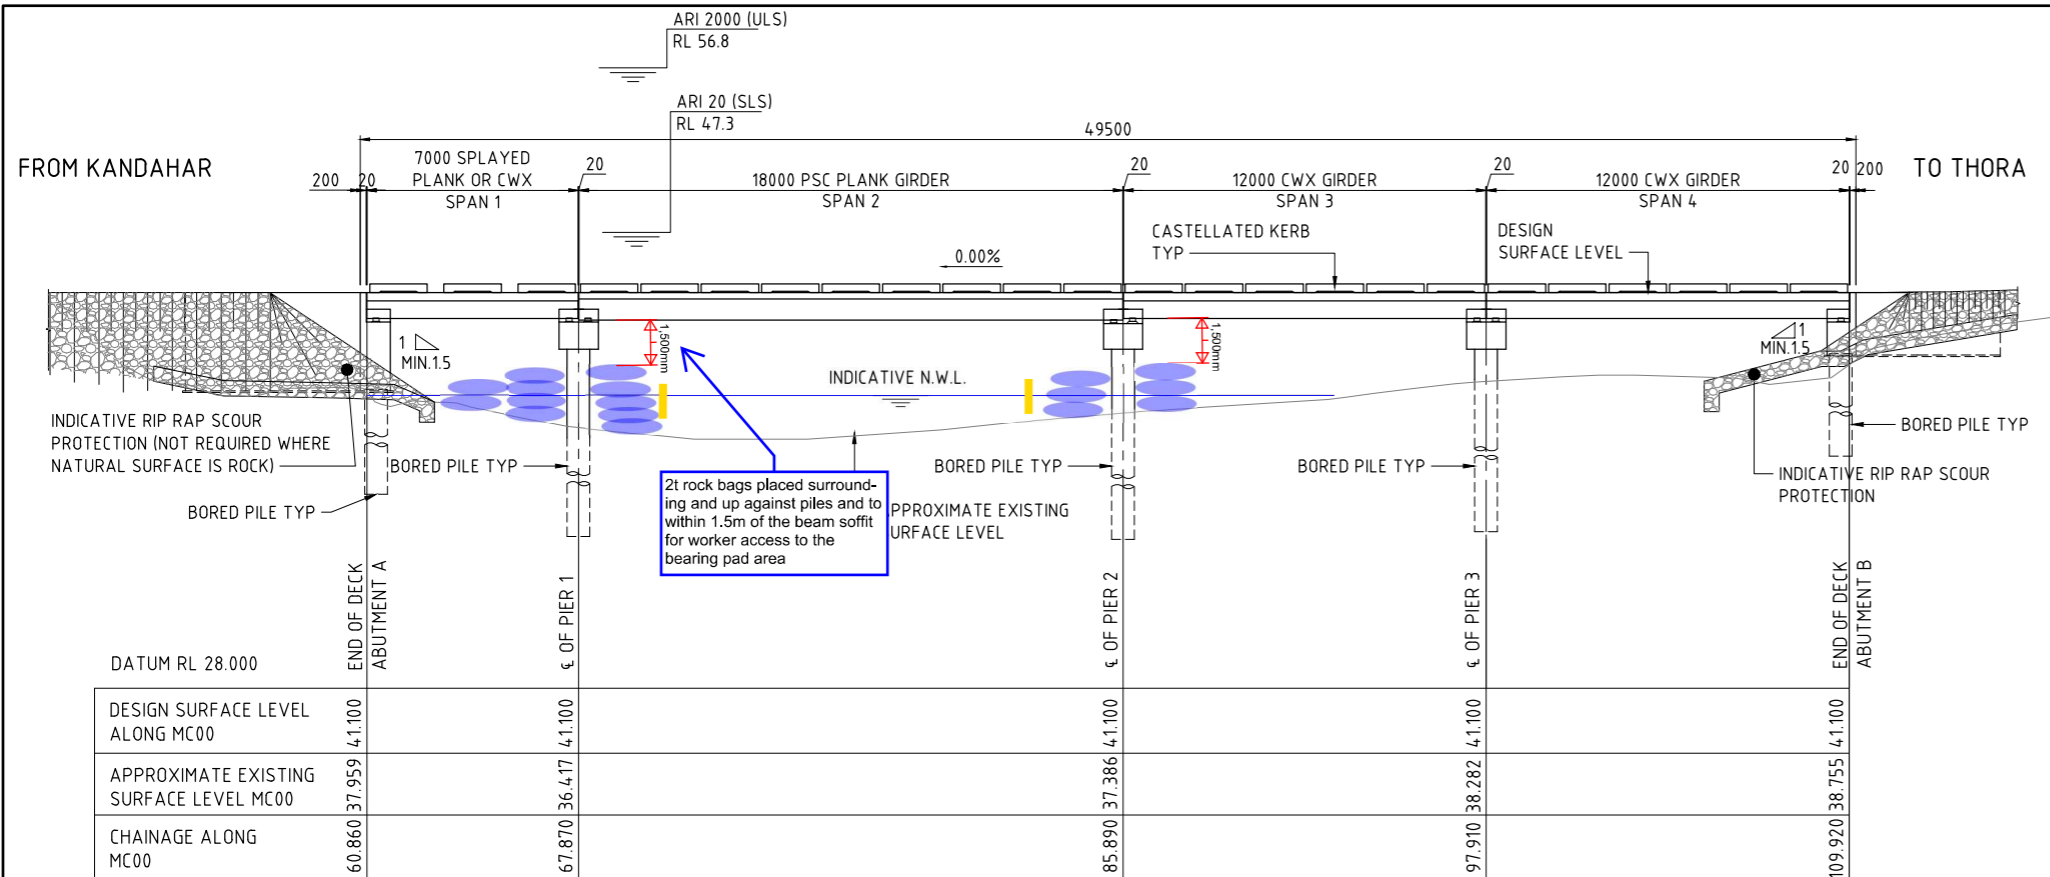 ARI 2000 (ULS)
RL 56.8
ARI 20 (SLS)
RL 47.3
49500
FROM KANDAHAR
TO THORA
200
20
7000 SPLAYED
PLANK OR CWX
SPAN 1
20
18000 PSC PLANK GIRDER
SPAN 2
20
12000 CWX GIRDER
SPAN 3
20
12000 CWX GIRDER
SPAN 4
20
200
CASTELLATED KERB
TYP
DESIGN
SURFACE LEVEL
0.00%
1
MIN.1.5
1,500mm
1,500mm
1
MIN.1.5
INDICATIVE N.W.L.
INDICATIVE RIP RAP SCOUR
PROTECTION (NOT REQUIRED WHERE
NATURAL SURFACE IS ROCK)
BORED PILE TYP
BORED PILE TYP
BORED PILE TYP
BORED PILE TYP
BORED PILE TYP
INDICATIVE RIP RAP SCOUR
PROTECTION
2t rock bags placed surround-
ing and up against piles and to
within 1.5m of the beam soffit
for worker access to the
bearing pad area
PPROXIMATE EXISTING
URFACE LEVEL
END OF DECK
ABUTMENT A
℄ OF PIER 1
℄ OF PIER 2
℄ OF PIER 3
END OF DECK
ABUTMENT B
DATUM RL 28.000
DESIGN SURFACE LEVEL
ALONG MC00
41.100
41.100
41.100
41.100
41.100
APPROXIMATE EXISTING
SURFACE LEVEL MC00
37.959
36.417
37.386
38.282
38.755
CHAINAGE ALONG
MC00
60.860
67.870
85.890
97.910
109.920